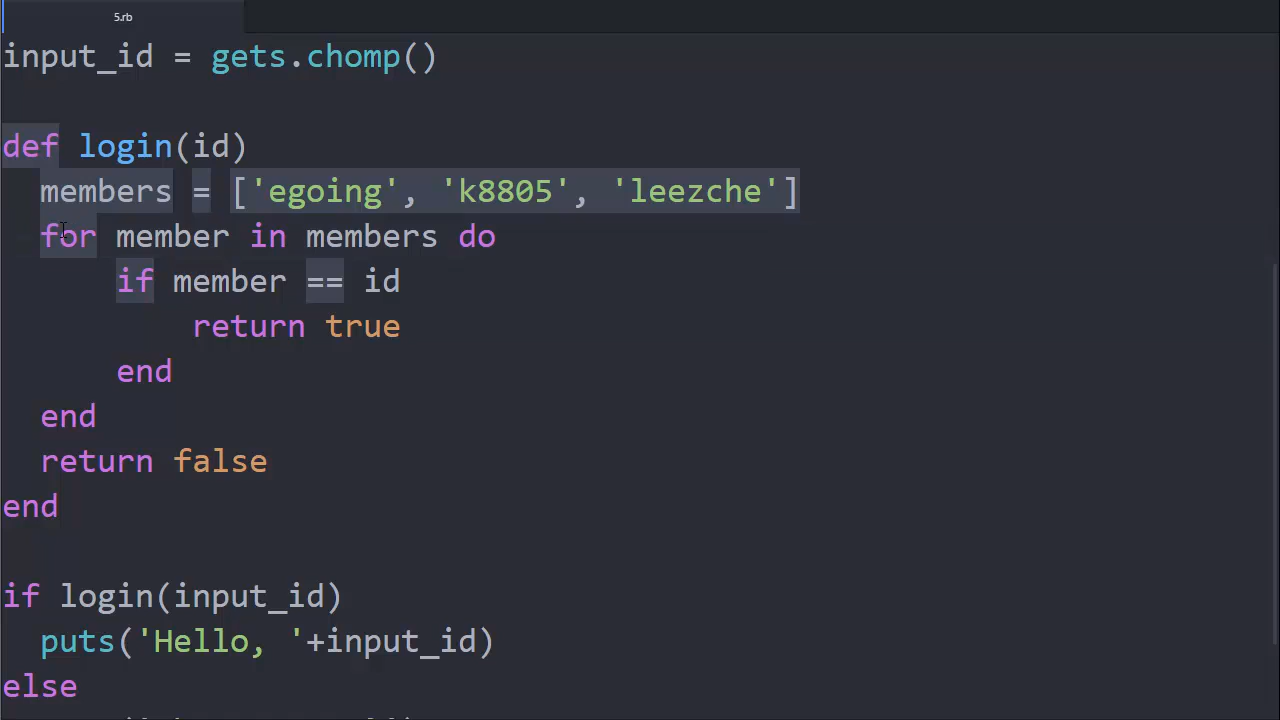 5.rb
input_id = gets.chomp()
def login(id)
members = ['egoing', 'k8805', 'leezche']
for member in members do
if member == id
return true
end
end
return false
end
if login(input_id)
puts('Hello, '+input_id)
else